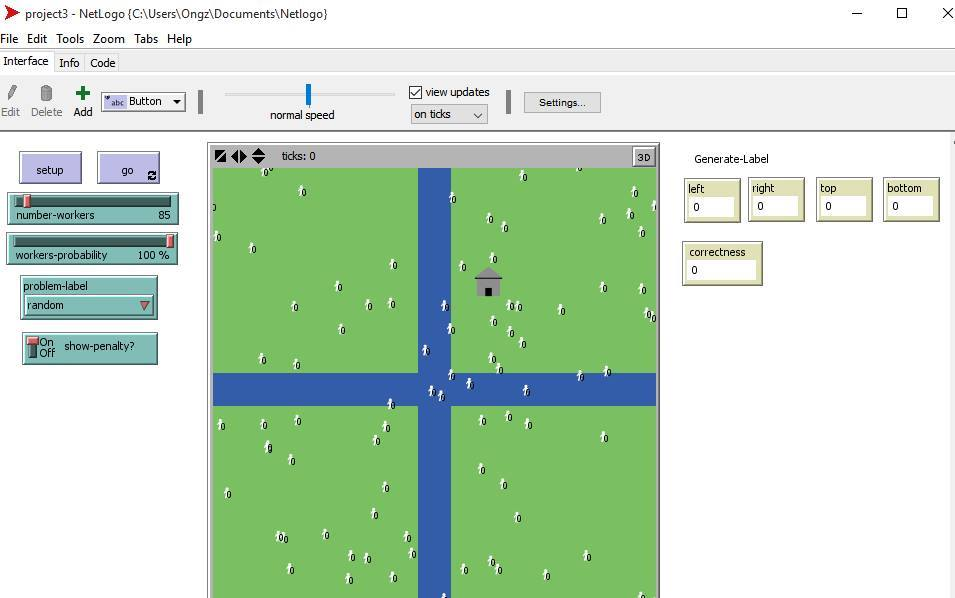 project3 - NetLogo {C:\Users\Ongz\Documents\Netlogo}
File Edit Tools Zoom Tabs Help
Interface Info Code
Edit Delete Add
abc Button
normal speed
view updates
on ticks
Settings...
ticks: 0
3D
setup
go
number-workers 85
workers-probability 100 %
problem-label
random
On
Off
show-penalty?
Generate-Label
left
0
right
0
top
0
bottom
0
correctness
0